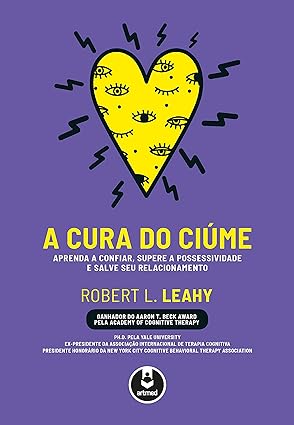 A CURA DO CIÚME
APRENDA A CONFIAR, SUPERE A POSSESSIVIDADE
E SALVE SEU RELACIONAMENTO
ROBERT L. LEAHY
GANHADOR DO AARON T. BECK AWARD
PELA ACADEMY OF COGNITIVE THERAPY
PH.D. PELA YALE UNIVERSITY
EX-PRESIDENTE DA ASSOCIAÇÃO INTERNACIONAL DE TERAPIA COGNITIVA
PRESIDENTE HONORÁRIO DA NEW YORK CITY COGNITIVE BEHAVIORAL THERAPY ASSOCIATION
artmed